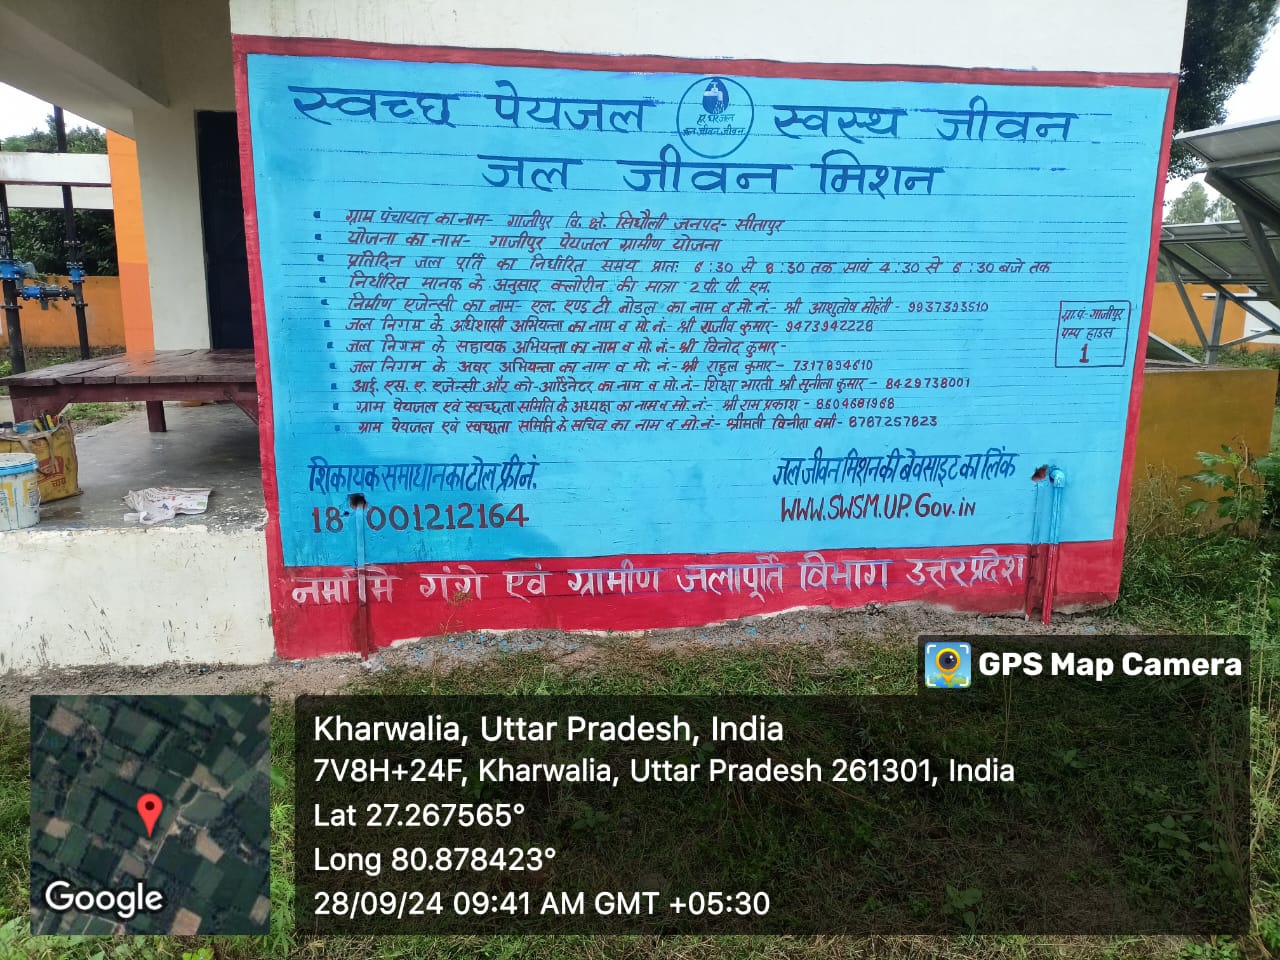 स्वच्छ पेयजल स्वस्थ जीवन
हर घर जल
जल जीवन मिशन
ग्राम पंचायत का नाम- गाजीपुर वि. क्षे. सिधौली जनपद- सीतापुर
योजना का नाम- गाजीपुर पेयजल ग्रामीण योजना
प्रतिदिन जल पूर्ति का निर्धारित समय प्रातः 6:30 से 8:30 तक सायं 4:30 से 6:30 बजे तक
निर्धारित मानक के अनुसार क्लोरीन की मात्रा 2 पी. पी. एम.
निर्माण एजेन्सी का नाम- एल. एण्ड टी नोडल का नाम व मो.नं.- श्री आशुतोष मोहंती- 9937393510
जल निगम के अधिशासी अभियन्ता का नाम व मो.नं.- श्री राजीव कुमार- 9473942228
जल निगम के सहायक अभियन्ता का नाम व मो.नं.- श्री विनोद कुमार-
जल निगम के अवर अभियन्ता का नाम व मो. नं.- श्री राहुल कुमार- 7317894610
आई. एस. ए. एजेन्सी और को-आर्डिनेटर का नाम व मो.नं.- शिक्षा भारती श्री सुनील कुमार - 8429738001
ग्राम पेयजल एवं स्वच्छता समिति के अध्यक्ष का नाम व मो. नं- श्री राम प्रकाश - 8604681968
ग्राम पेयजल एवं स्वच्छता समिति के सचिव का नाम व मो.नं- श्रीमती विनीता वर्मा- 8787257823
ग्रा.पं- गाजीपुर
पम्प हाउस
1
शिकायक समाधान का टोल फ्री नं.
18 001212164
जल जीवन मिशन की बेवसाइट का लिंक
WWW.SWSM.UP.Gov.iN
नमामि गंगे एवं ग्रामीण जलापूर्ति विभाग उत्तर प्रदेश
GPS Map Camera
Kharwalia, Uttar Pradesh, India
7V8H+24F, Kharwalia, Uttar Pradesh 261301, India
Lat 27.267565°
Long 80.878423°
28/09/24 09:41 AM GMT +05:30
Google